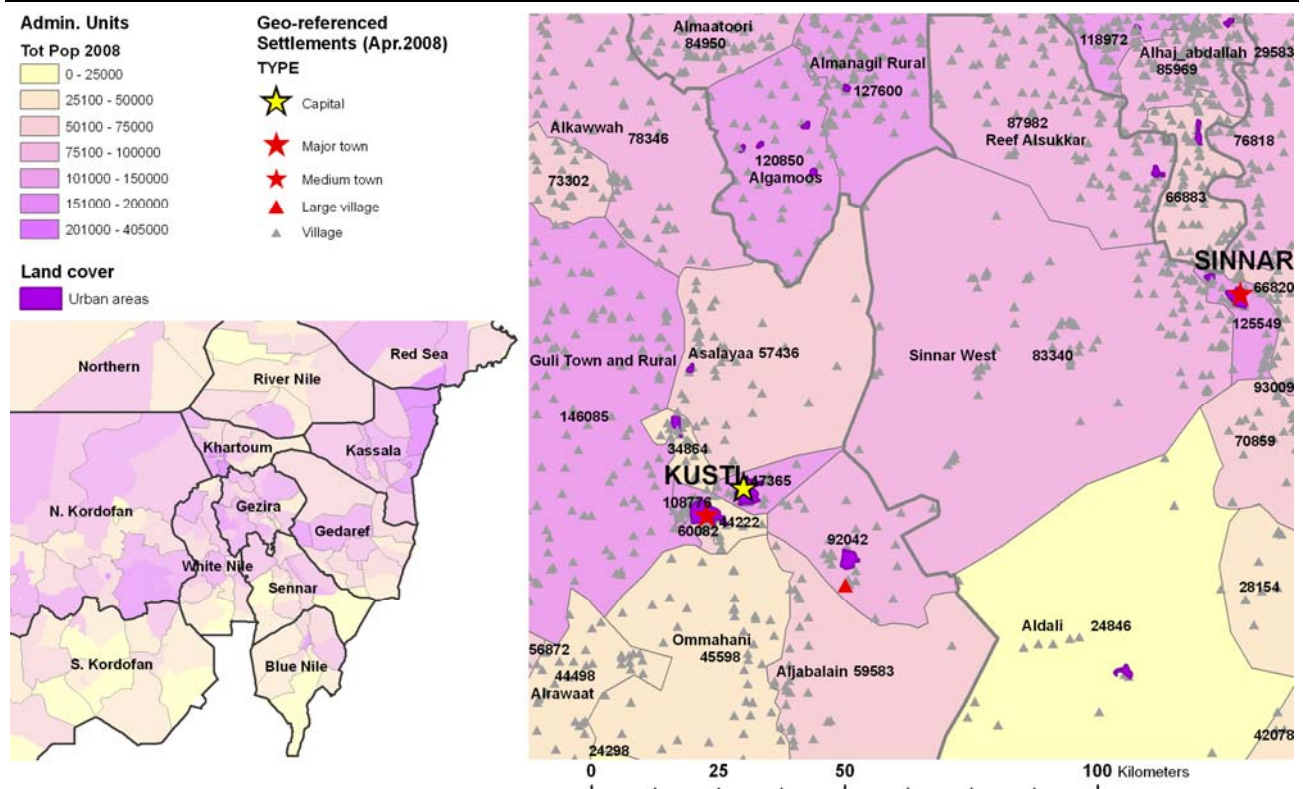 Admin. Units
Tot Pop 2008
0 - 25000
25100 - 50000
50100 - 75000
75100 - 100000
101000 - 150000
151000 - 200000
201000 - 405000
Land cover
Urban areas
Geo-referenced
Settlements (Apr.2008)
TYPE
Capital
Major town
Medium town
Large village
Village
Northern
Red Sea
River Nile
Khartoum
Kassala
N. Kordofan
Gezira
Gedaref
White Nile
Sennar
S. Kordofan
Blue Nile
Almaatoori
84950
Almanagil Rural
127600
118972
Alhaj_abdallah
85969
29583
Alkawwah
78346
87982
Reef Alsukkar
76818
73302
120850
Algamoos
66883
SINNAR
66820
125549
Guli Town and Rural
Asalayaa 57436
Sinnar West
83340
93009
146085
70859
34864
KUSTI
147365
108776
60082
44222
92042
28154
Ommahani
45598
Aldali
24846
56872
44498
Alrawaat
Aljabalain 59583
24298
42078
0
25
50
100 Kilometers